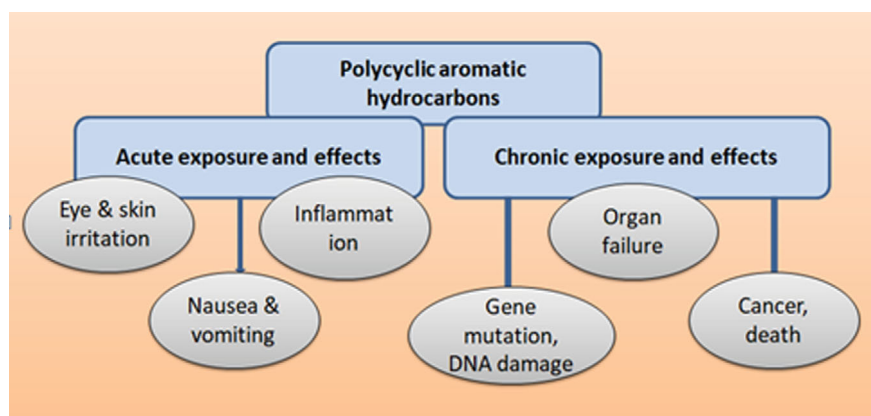 Polycyclic aromatic
hydrocarbons
Acute exposure and effects
Chronic exposure and effects
Eye & skin
irritation
Inflammat
ion
Organ
failure
Nausea &
vomiting
Gene
mutation,
DNA damage
Cancer,
death